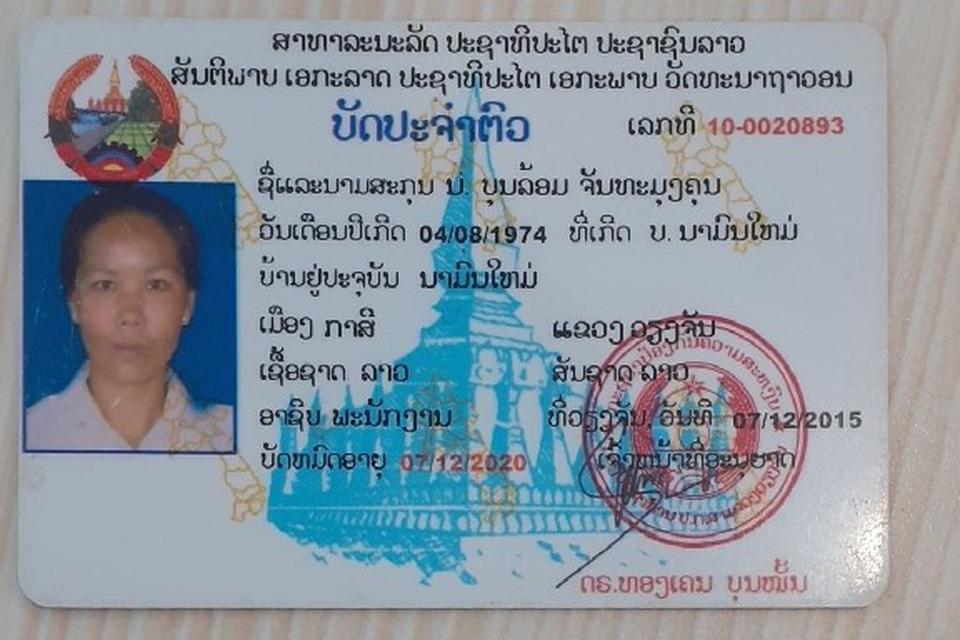 ສາທາລະນະລັດ ປະຊາທິປະໄຕ ປະຊາຊົນລາວ
ສັນຕິພາບ ເອກະລາດ ປະຊາທິປະໄຕ ເອກະພາບ ວັດທະນາຖາວອນ
ບັດປະຈຳຕົວ ເລກທີ 10-0020893
ຊື່ແລະນາມສະກຸນ ນ. ບຸນລ້ອມ ຈັນທະມຸງຄຸນ
ວັນເດືອນປີເກີດ 04/08/1974 ທີ່ເກີດ ບ. ນາມົນໃຫມ່
ບ້ານຢູ່ປະຈຸບັນ ນາມົນໃຫມ່
ເມືອງ ກາສີ ແຂວງ ວຽງຈັນ
ເຊື້ອຊາດ ລາວ ສັນຊາດ ລາວ
ອາຊີບ ພະນັກງານ ທີ່ວຽງຈັນ, ວັນທີ 07/12/2015
ບັດຫມົດອາຍຸ 07/12/2020 ເຈົ້າຫນ້າທີ່ອະນຸຍາດ
ດຣ.ທອງເຄນ ບຸນໝັ້ນ